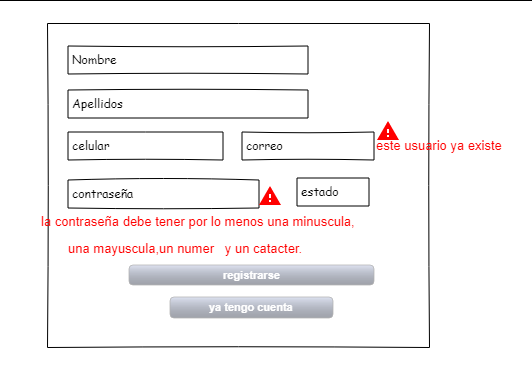 Nombre
Apellidos
celular
correo
este usuario ya existe
contraseña
estado
la contraseña debe tener por lo menos una minuscula,
una mayuscula,un numer y un catacter.
registrarse
ya tengo cuenta